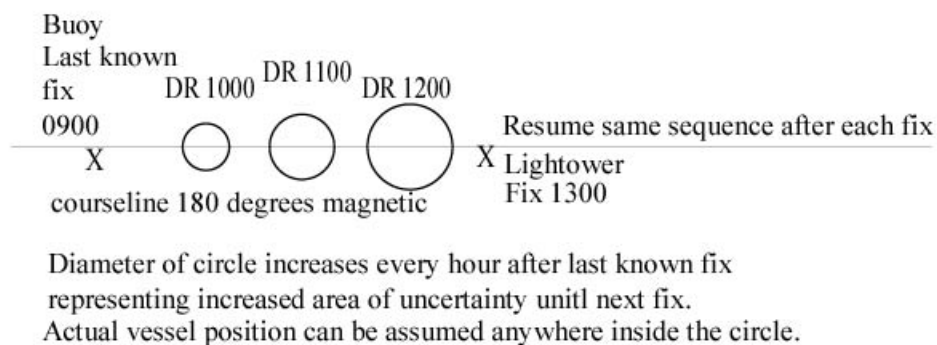 Buoy
Last known
fix
0900
X
DR 1000
DR 1100
DR 1200
Resume same sequence after each fix
X
Lightower
Fix 1300
courseline 180 degrees magnetic
Diameter of circle increases every hour after last known fix
representing increased area of uncertainty unitl next fix.
Actual vessel position can be assumed anywhere inside the circle.